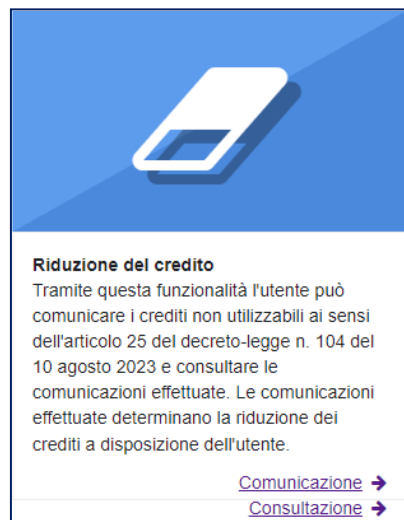 Riduzione del credito
Tramite questa funzionalità l'utente può
comunicare i crediti non utilizzabili ai sensi
dell'articolo 25 del decreto-legge n. 104 del
10 agosto 2023 e consultare le
comunicazioni effettuate. Le comunicazioni
effettuate determinano la riduzione dei
crediti a disposizione dell'utente.
Comunicazione
Consultazione